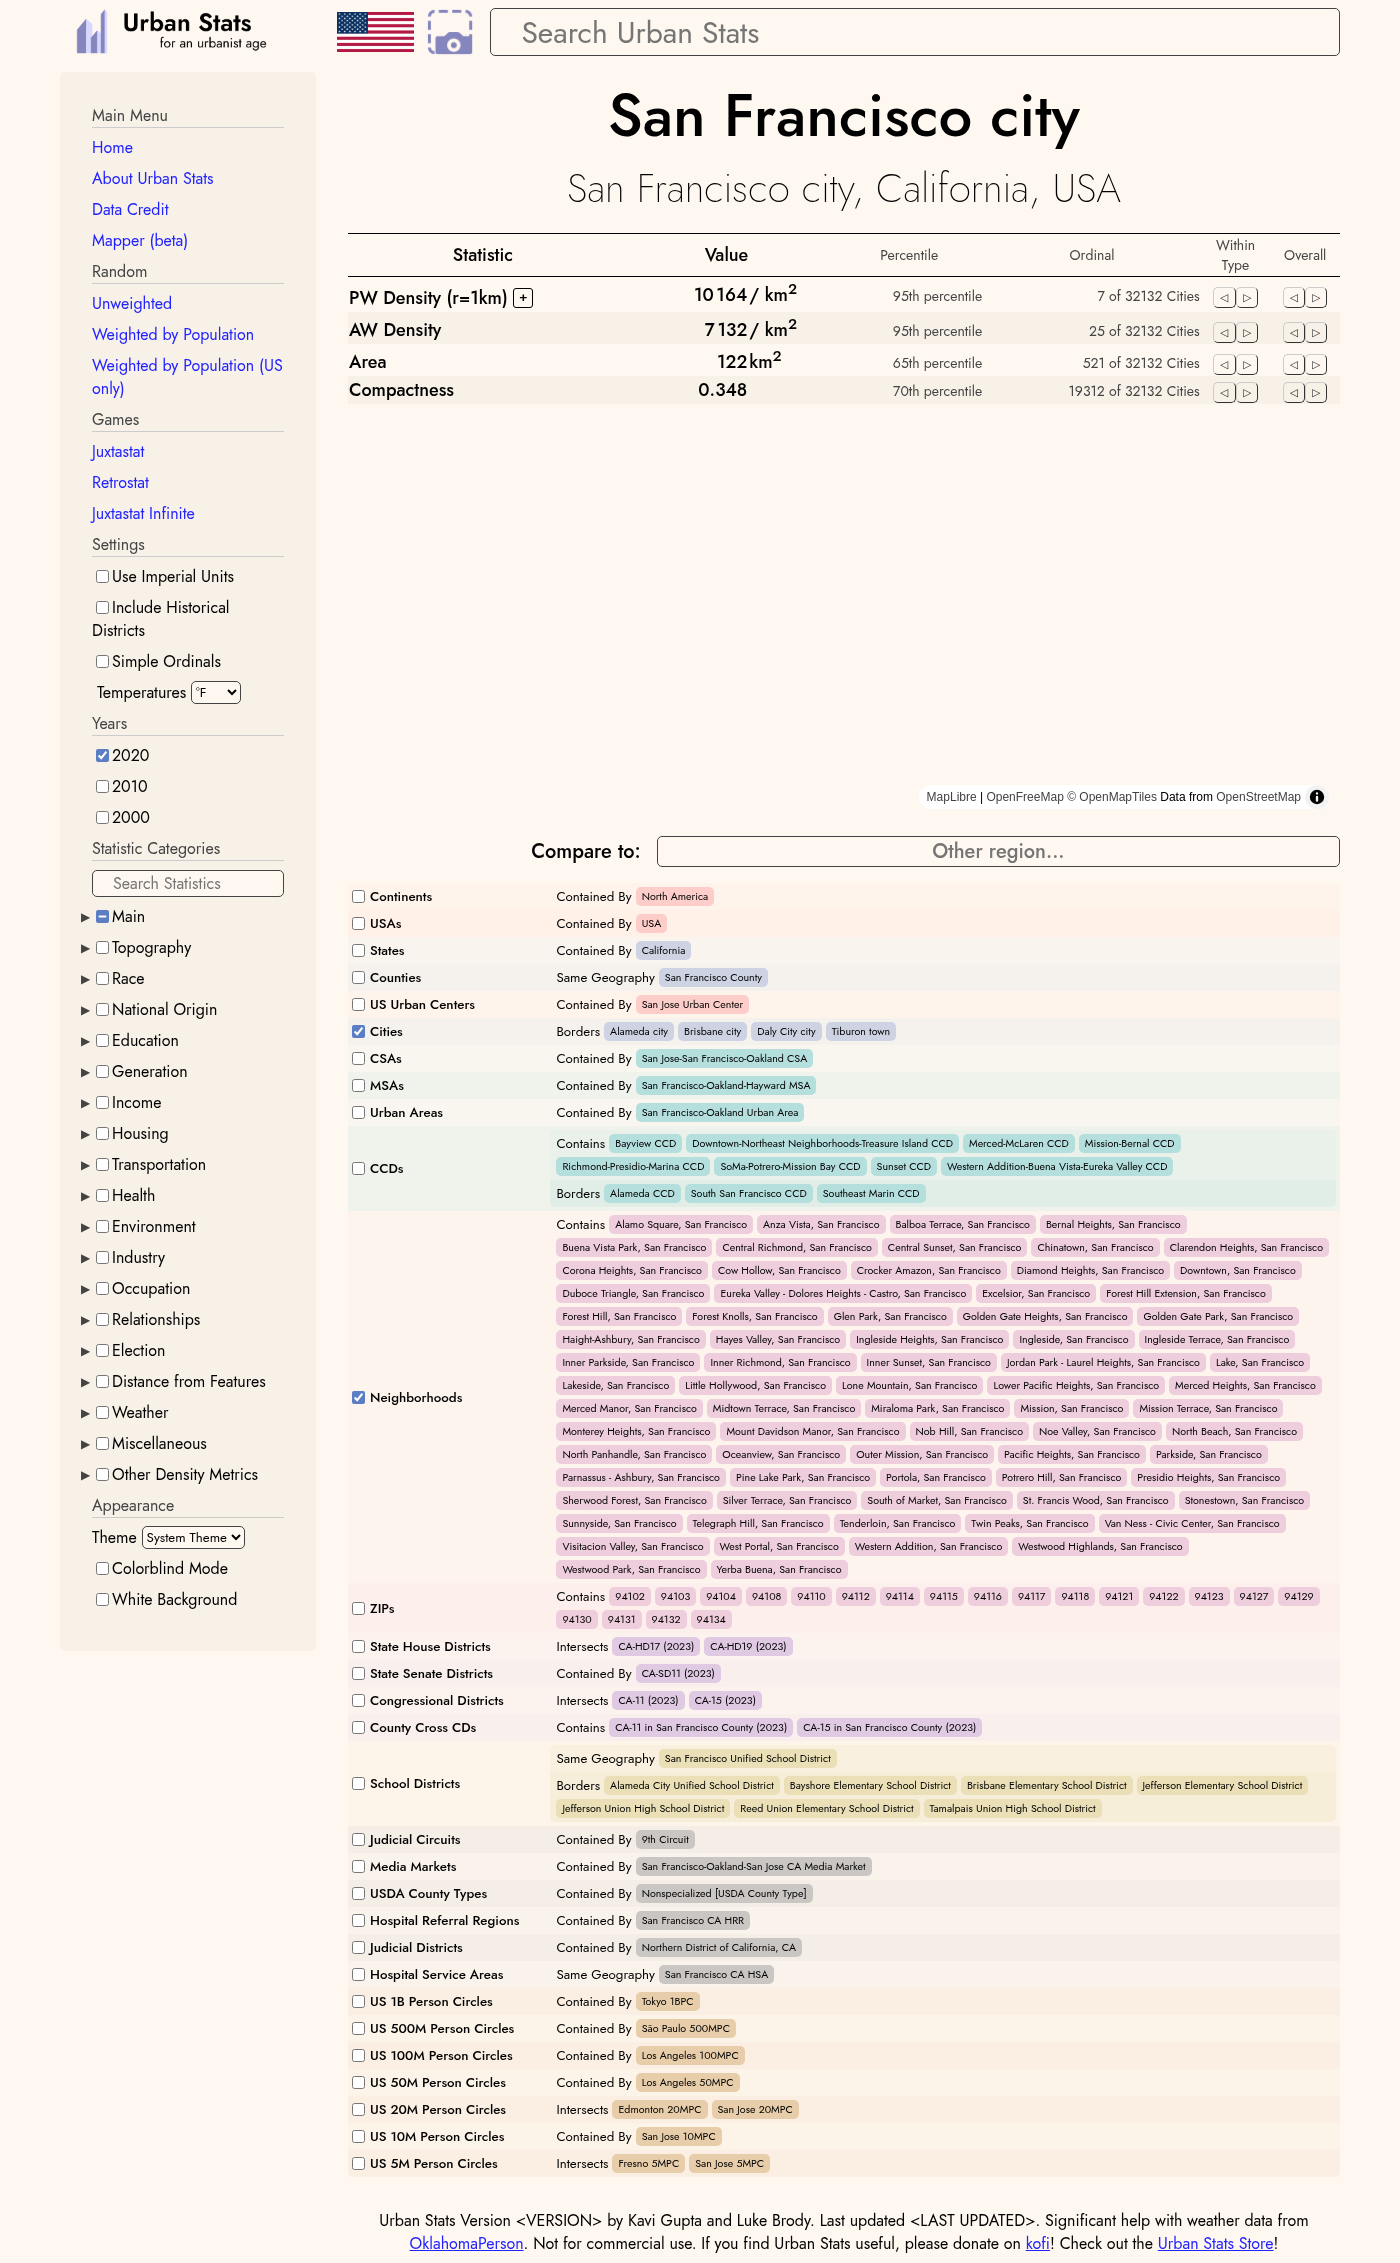 Urban Stats
for an urbanist age
Search Urban Stats
Main Menu
Home
About Urban Stats
Data Credit
Mapper (beta)
Random
Unweighted
Weighted by Population
Weighted by Population (US
only)
Games
Juxtastat
Retrostat
Juxtastat Infinite
Settings
Use Imperial Units
Include Historical
Districts
Simple Ordinals
Temperatures °F
Years
2020
2010
2000
Statistic Categories
Search Statistics
Main
Topography
Race
National Origin
Education
Generation
Income
Housing
Transportation
Health
Environment
Industry
Occupation
Relationships
Election
Distance from Features
Weather
Miscellaneous
Other Density Metrics
Appearance
Theme System Theme
Colorblind Mode
White Background
San Francisco city
San Francisco city, California, USA
Statistic Value Percentile Ordinal Within Type Overall
PW Density (r=1km) + 10 164 / km² 95th percentile 7 of 32132 Cities
AW Density 7 132 / km² 95th percentile 25 of 32132 Cities
Area 122 km² 65th percentile 521 of 32132 Cities
Compactness 0.348 70th percentile 19312 of 32132 Cities
MapLibre | OpenFreeMap © OpenMapTiles Data from OpenStreetMap
Compare to: Other region...
Continents Contained By North America
USAs Contained By USA
States Contained By California
Counties Same Geography San Francisco County
US Urban Centers Contained By San Jose Urban Center
Cities Borders Alameda city Brisbane city Daly City city Tiburon town
CSAs Contained By San Jose-San Francisco-Oakland CSA
MSAs Contained By San Francisco-Oakland-Hayward MSA
Urban Areas Contained By San Francisco-Oakland Urban Area
CCDs
Contains Bayview CCD Downtown-Northeast Neighborhoods-Treasure Island CCD Merced-McLaren CCD Mission-Bernal CCD
Richmond-Presidio-Marina CCD SoMa-Potrero-Mission Bay CCD Sunset CCD Western Addition-Buena Vista-Eureka Valley CCD
Borders Alameda CCD South San Francisco CCD Southeast Marin CCD
Neighborhoods
Contains Alamo Square, San Francisco Anza Vista, San Francisco Balboa Terrace, San Francisco Bernal Heights, San Francisco
Buena Vista Park, San Francisco Central Richmond, San Francisco Central Sunset, San Francisco Chinatown, San Francisco Clarendon Heights, San Francisco
Corona Heights, San Francisco Cow Hollow, San Francisco Crocker Amazon, San Francisco Diamond Heights, San Francisco Downtown, San Francisco
Duboce Triangle, San Francisco Eureka Valley - Dolores Heights - Castro, San Francisco Excelsior, San Francisco Forest Hill Extension, San Francisco
Forest Hill, San Francisco Forest Knolls, San Francisco Glen Park, San Francisco Golden Gate Heights, San Francisco Golden Gate Park, San Francisco
Haight-Ashbury, San Francisco Hayes Valley, San Francisco Ingleside Heights, San Francisco Ingleside, San Francisco Ingleside Terrace, San Francisco
Inner Parkside, San Francisco Inner Richmond, San Francisco Inner Sunset, San Francisco Jordan Park - Laurel Heights, San Francisco Lake, San Francisco
Lakeside, San Francisco Little Hollywood, San Francisco Lone Mountain, San Francisco Lower Pacific Heights, San Francisco Merced Heights, San Francisco
Merced Manor, San Francisco Midtown Terrace, San Francisco Miraloma Park, San Francisco Mission, San Francisco Mission Terrace, San Francisco
Monterey Heights, San Francisco Mount Davidson Manor, San Francisco Nob Hill, San Francisco Noe Valley, San Francisco North Beach, San Francisco
North Panhandle, San Francisco Oceanview, San Francisco Outer Mission, San Francisco Pacific Heights, San Francisco Parkside, San Francisco
Parnassus - Ashbury, San Francisco Pine Lake Park, San Francisco Portola, San Francisco Potrero Hill, San Francisco Presidio Heights, San Francisco
Sherwood Forest, San Francisco Silver Terrace, San Francisco South of Market, San Francisco St. Francis Wood, San Francisco Stonestown, San Francisco
Sunnyside, San Francisco Telegraph Hill, San Francisco Tenderloin, San Francisco Twin Peaks, San Francisco Van Ness - Civic Center, San Francisco
Visitacion Valley, San Francisco West Portal, San Francisco Western Addition, San Francisco Westwood Highlands, San Francisco
Westwood Park, San Francisco Yerba Buena, San Francisco
ZIPs
Contains 94102 94103 94104 94108 94110 94112 94114 94115 94116 94117 94118 94121 94122 94123 94127 94129
94130 94131 94132 94134
State House Districts Intersects CA-HD17 (2023) CA-HD19 (2023)
State Senate Districts Contained By CA-SD11 (2023)
Congressional Districts Intersects CA-11 (2023) CA-15 (2023)
County Cross CDs Contains CA-11 in San Francisco County (2023) CA-15 in San Francisco County (2023)
School Districts
Same Geography San Francisco Unified School District
Borders Alameda City Unified School District Bayshore Elementary School District Brisbane Elementary School District Jefferson Elementary School District
Jefferson Union High School District Reed Union Elementary School District Tamalpais Union High School District
Judicial Circuits Contained By 9th Circuit
Media Markets Contained By San Francisco-Oakland-San Jose CA Media Market
USDA County Types Contained By Nonspecialized [USDA County Type]
Hospital Referral Regions Contained By San Francisco CA HRR
Judicial Districts Contained By Northern District of California, CA
Hospital Service Areas Same Geography San Francisco CA HSA
US 1B Person Circles Contained By Tokyo 1BPC
US 500M Person Circles Contained By São Paulo 500MPC
US 100M Person Circles Contained By Los Angeles 100MPC
US 50M Person Circles Contained By Los Angeles 50MPC
US 20M Person Circles Intersects Edmonton 20MPC San Jose 20MPC
US 10M Person Circles Contained By San Jose 10MPC
US 5M Person Circles Intersects Fresno 5MPC San Jose 5MPC
Urban Stats Version <VERSION> by Kavi Gupta and Luke Brody. Last updated <LAST UPDATED>. Significant help with weather data from
OklahomaPerson. Not for commercial use. If you find Urban Stats useful, please donate on kofi! Check out the Urban Stats Store!